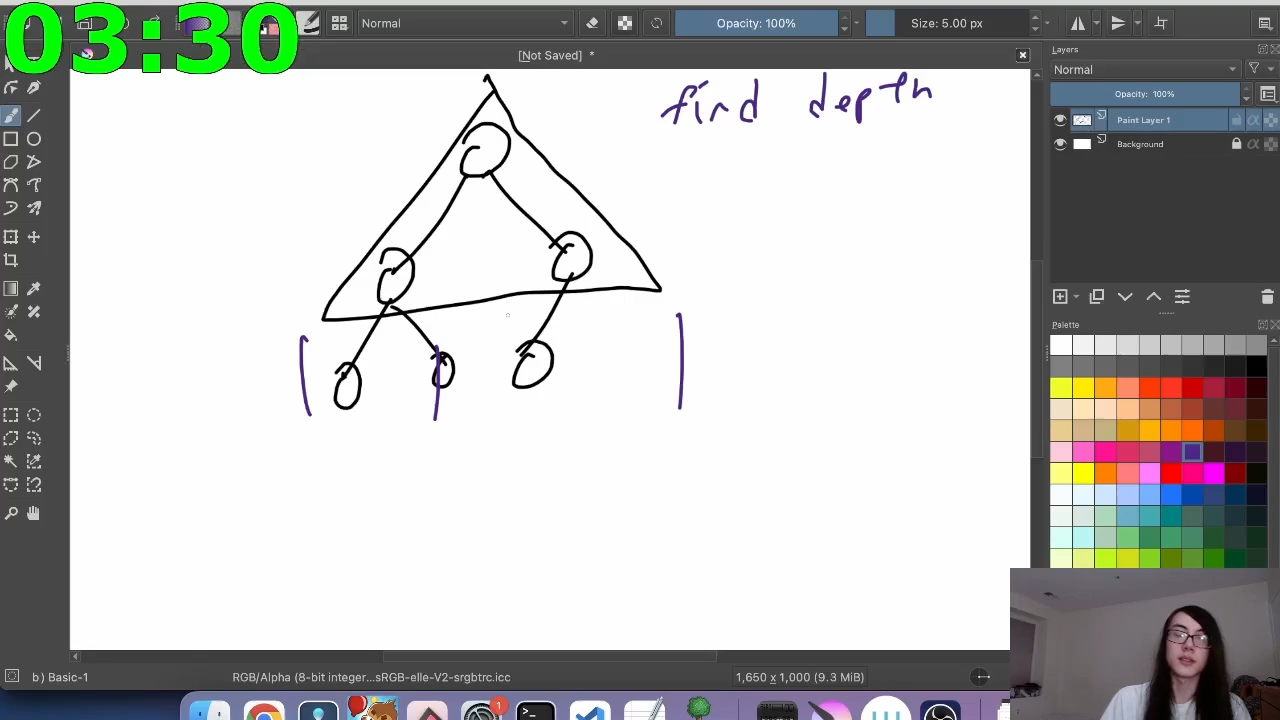 03:30
Normal
Opacity: 100%
Size: 5.00 px
[Not Saved] *
find depth
Layers
Normal
Opacity: 100%
Paint Layer 1
Background
Palette
b) Basic-1
RGB/Alpha (8-bit integer...sRGB-elle-V2-srgbtrc.icc
1,650 x 1,000 (9.3 MiB)
1